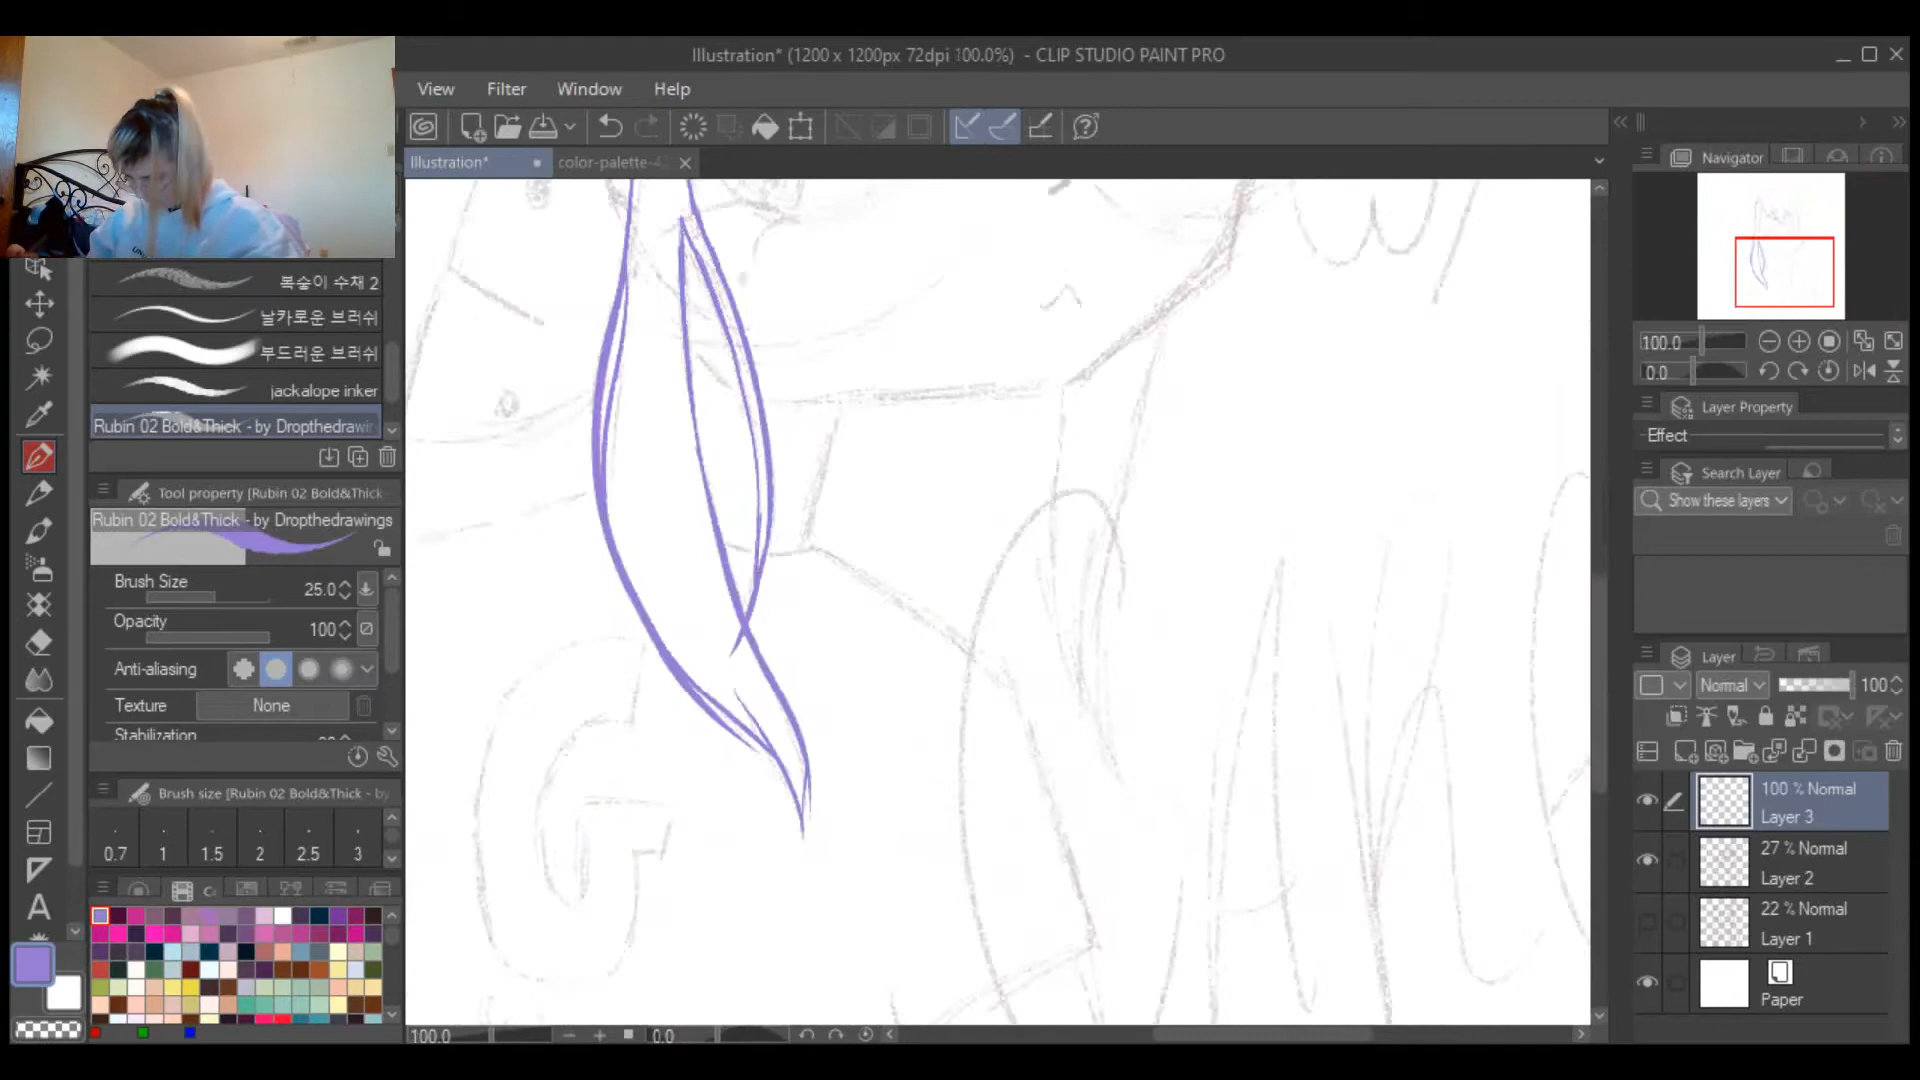 Illustration* (1200 x 1200px 72dpi 100.0%) - CLIP STUDIO PAINT PRO
View Filter Window Help
Illustration*
color-palette-4
복숭이 수채 2
날카로운 브러쉬
부드러운 브러쉬
jackalope inker
Rubin 02 Bold&Thick - by Dropthedrawin
Tool property [Rubin 02 Bold&Thick -
Rubin 02 Bold&Thick - by Dropthedrawings
Brush Size 25.0
Opacity 100
Anti-aliasing
Texture None
Stabilization
Brush size [Rubin 02 Bold&Thick - by
0.7 1 1.5 2 2.5 3
100.0 0.0
Navigator
100.0
0.0
Layer Property
Effect
Search Layer
Show these layers
Layer
Normal 100
100 % Normal
Layer 3
27 % Normal
Layer 2
22 % Normal
Layer 1
Paper